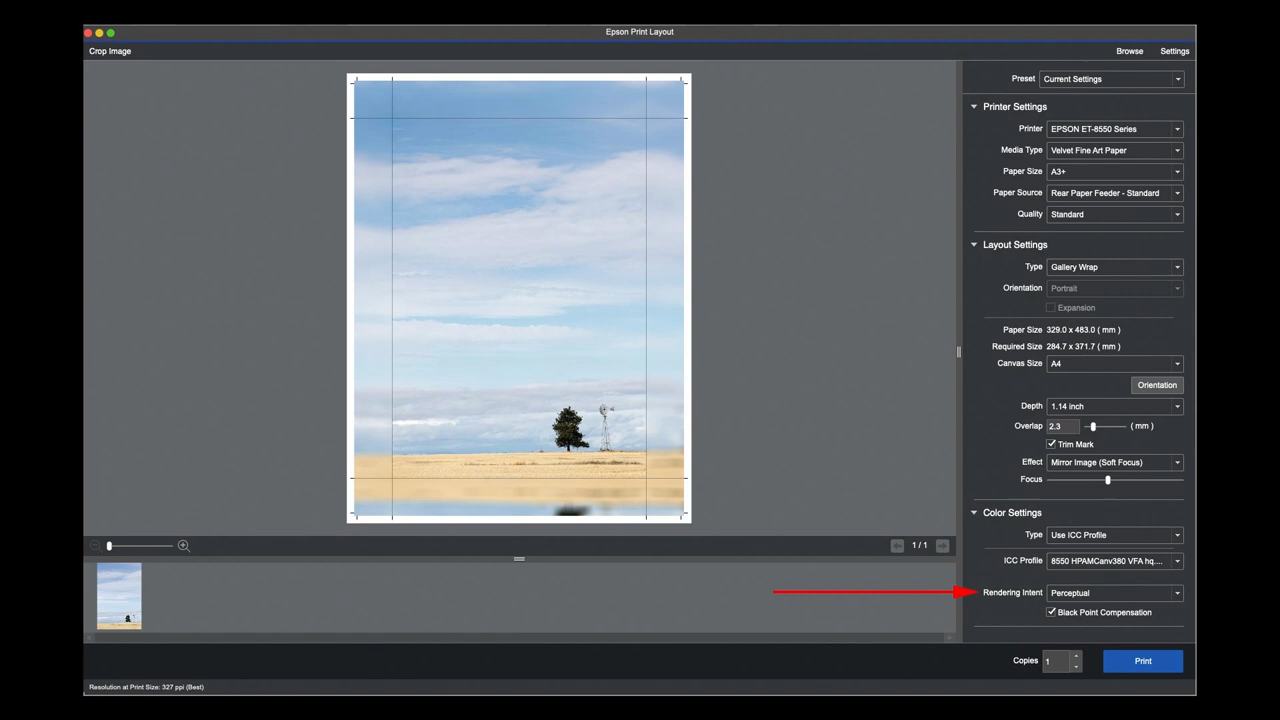 Epson Print Layout
Crop Image
Browse
Settings
Preset
Current Settings
Printer Settings
Printer
EPSON ET-8550 Series
Media Type
Velvet Fine Art Paper
Paper Size
A3+
Paper Source
Rear Paper Feeder - Standard
Quality
Standard
Layout Settings
Type
Gallery Wrap
Orientation
Portrait
Expansion
Paper Size
329.0 x 483.0 ( mm )
Required Size
284.7 x 371.7 ( mm )
Canvas Size
A4
Orientation
Depth
1.14 inch
Overlap
2.3
( mm )
Trim Mark
Effect
Mirror Image (Soft Focus)
Focus
Color Settings
Type
Use ICC Profile
ICC Profile
8550 HPAMCanv380 VFA hq....
Rendering Intent
Perceptual
Black Point Compensation
1 / 1
Copies
1
Print
Resolution at Print Size: 327 ppi (Best)